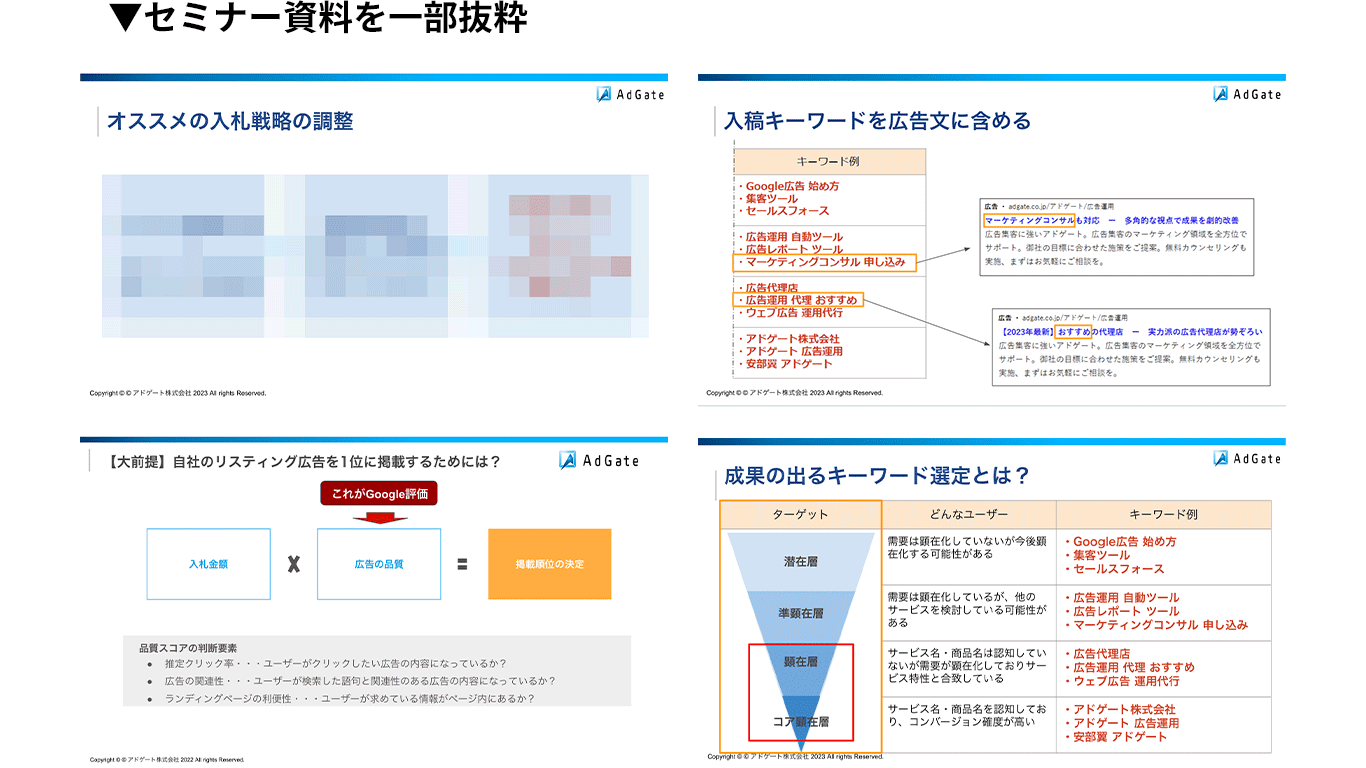 ▼セミナー資料を一部抜粋
AdGate
オススメの入札戦略の調整
Copyright © © アドゲート株式会社 2023 All rights Reserved.
AdGate
入稿キーワードを広告文に含める
キーワード例
・Google広告 始め方
・集客ツール
・セールスフォース
・広告運用 自動ツール
・広告レポート ツール
・マーケティングコンサル 申し込み
・広告代理店
・広告運用 代理 おすすめ
・ウェブ広告 運用代行
・アドゲート株式会社
・アドゲート 広告運用
・安部翼 アドゲート
広告・adgate.co.jp/アドゲート/広告運用
マーケティングコンサルも対応 ー 多角的な視点で成果を劇的改善
広告集客に強いアドゲート。広告集客のマーケティング領域を全方位で
サポート。御社の目標に合わせた施策をご提案。無料カウンセリングも
実施、まずはお気軽にご相談を。
広告・adgate.co.jp/アドゲート/広告運用
【2023年最新】おすすめの代理店 ー 実力派の広告代理店が勢ぞろい
広告集客に強いアドゲート。広告集客のマーケティング領域を全方位で
サポート。御社の目標に合わせた施策をご提案。無料カウンセリングも
実施、まずはお気軽にご相談を。
Copyright © © アドゲート株式会社 2023 All rights Reserved.
【大前提】自社のリスティング広告を1位に掲載するためには？
AdGate
これがGoogle評価
入札金額
×
広告の品質
=
掲載順位の決定
品質スコアの判断要素
● 推定クリック率・・・ユーザーがクリックしたい広告の内容になっているか？
● 広告の関連性・・・ユーザーが検索した語句と関連性のある広告の内容になっているか？
● ランディングページの利便性・・・ユーザーが求めている情報がページ内にあるか？
Copyright © © アドゲート株式会社 2022 All rights Reserved.
AdGate
成果の出るキーワード選定とは？
ターゲット
どんなユーザー
キーワード例
潜在層
需要は顕在化していないが今後顕
在化する可能性がある
・Google広告 始め方
・集客ツール
・セールスフォース
準顕在層
需要は顕在化しているが、他の
サービスを検討している可能性が
ある
・広告運用 自動ツール
・広告レポート ツール
・マーケティングコンサル 申し込み
顕在層
サービス名・商品名は認知してい
ないが需要が顕在化しておりサー
ビス特性と合致している
・広告代理店
・広告運用 代理 おすすめ
・ウェブ広告 運用代行
コア顕在層
サービス名・商品名を認知してお
り、コンバージョン確度が高い
・アドゲート株式会社
・アドゲート 広告運用
・安部翼 アドゲート
Copyright © © アドゲート株式会社 2023 All rights Reserved.